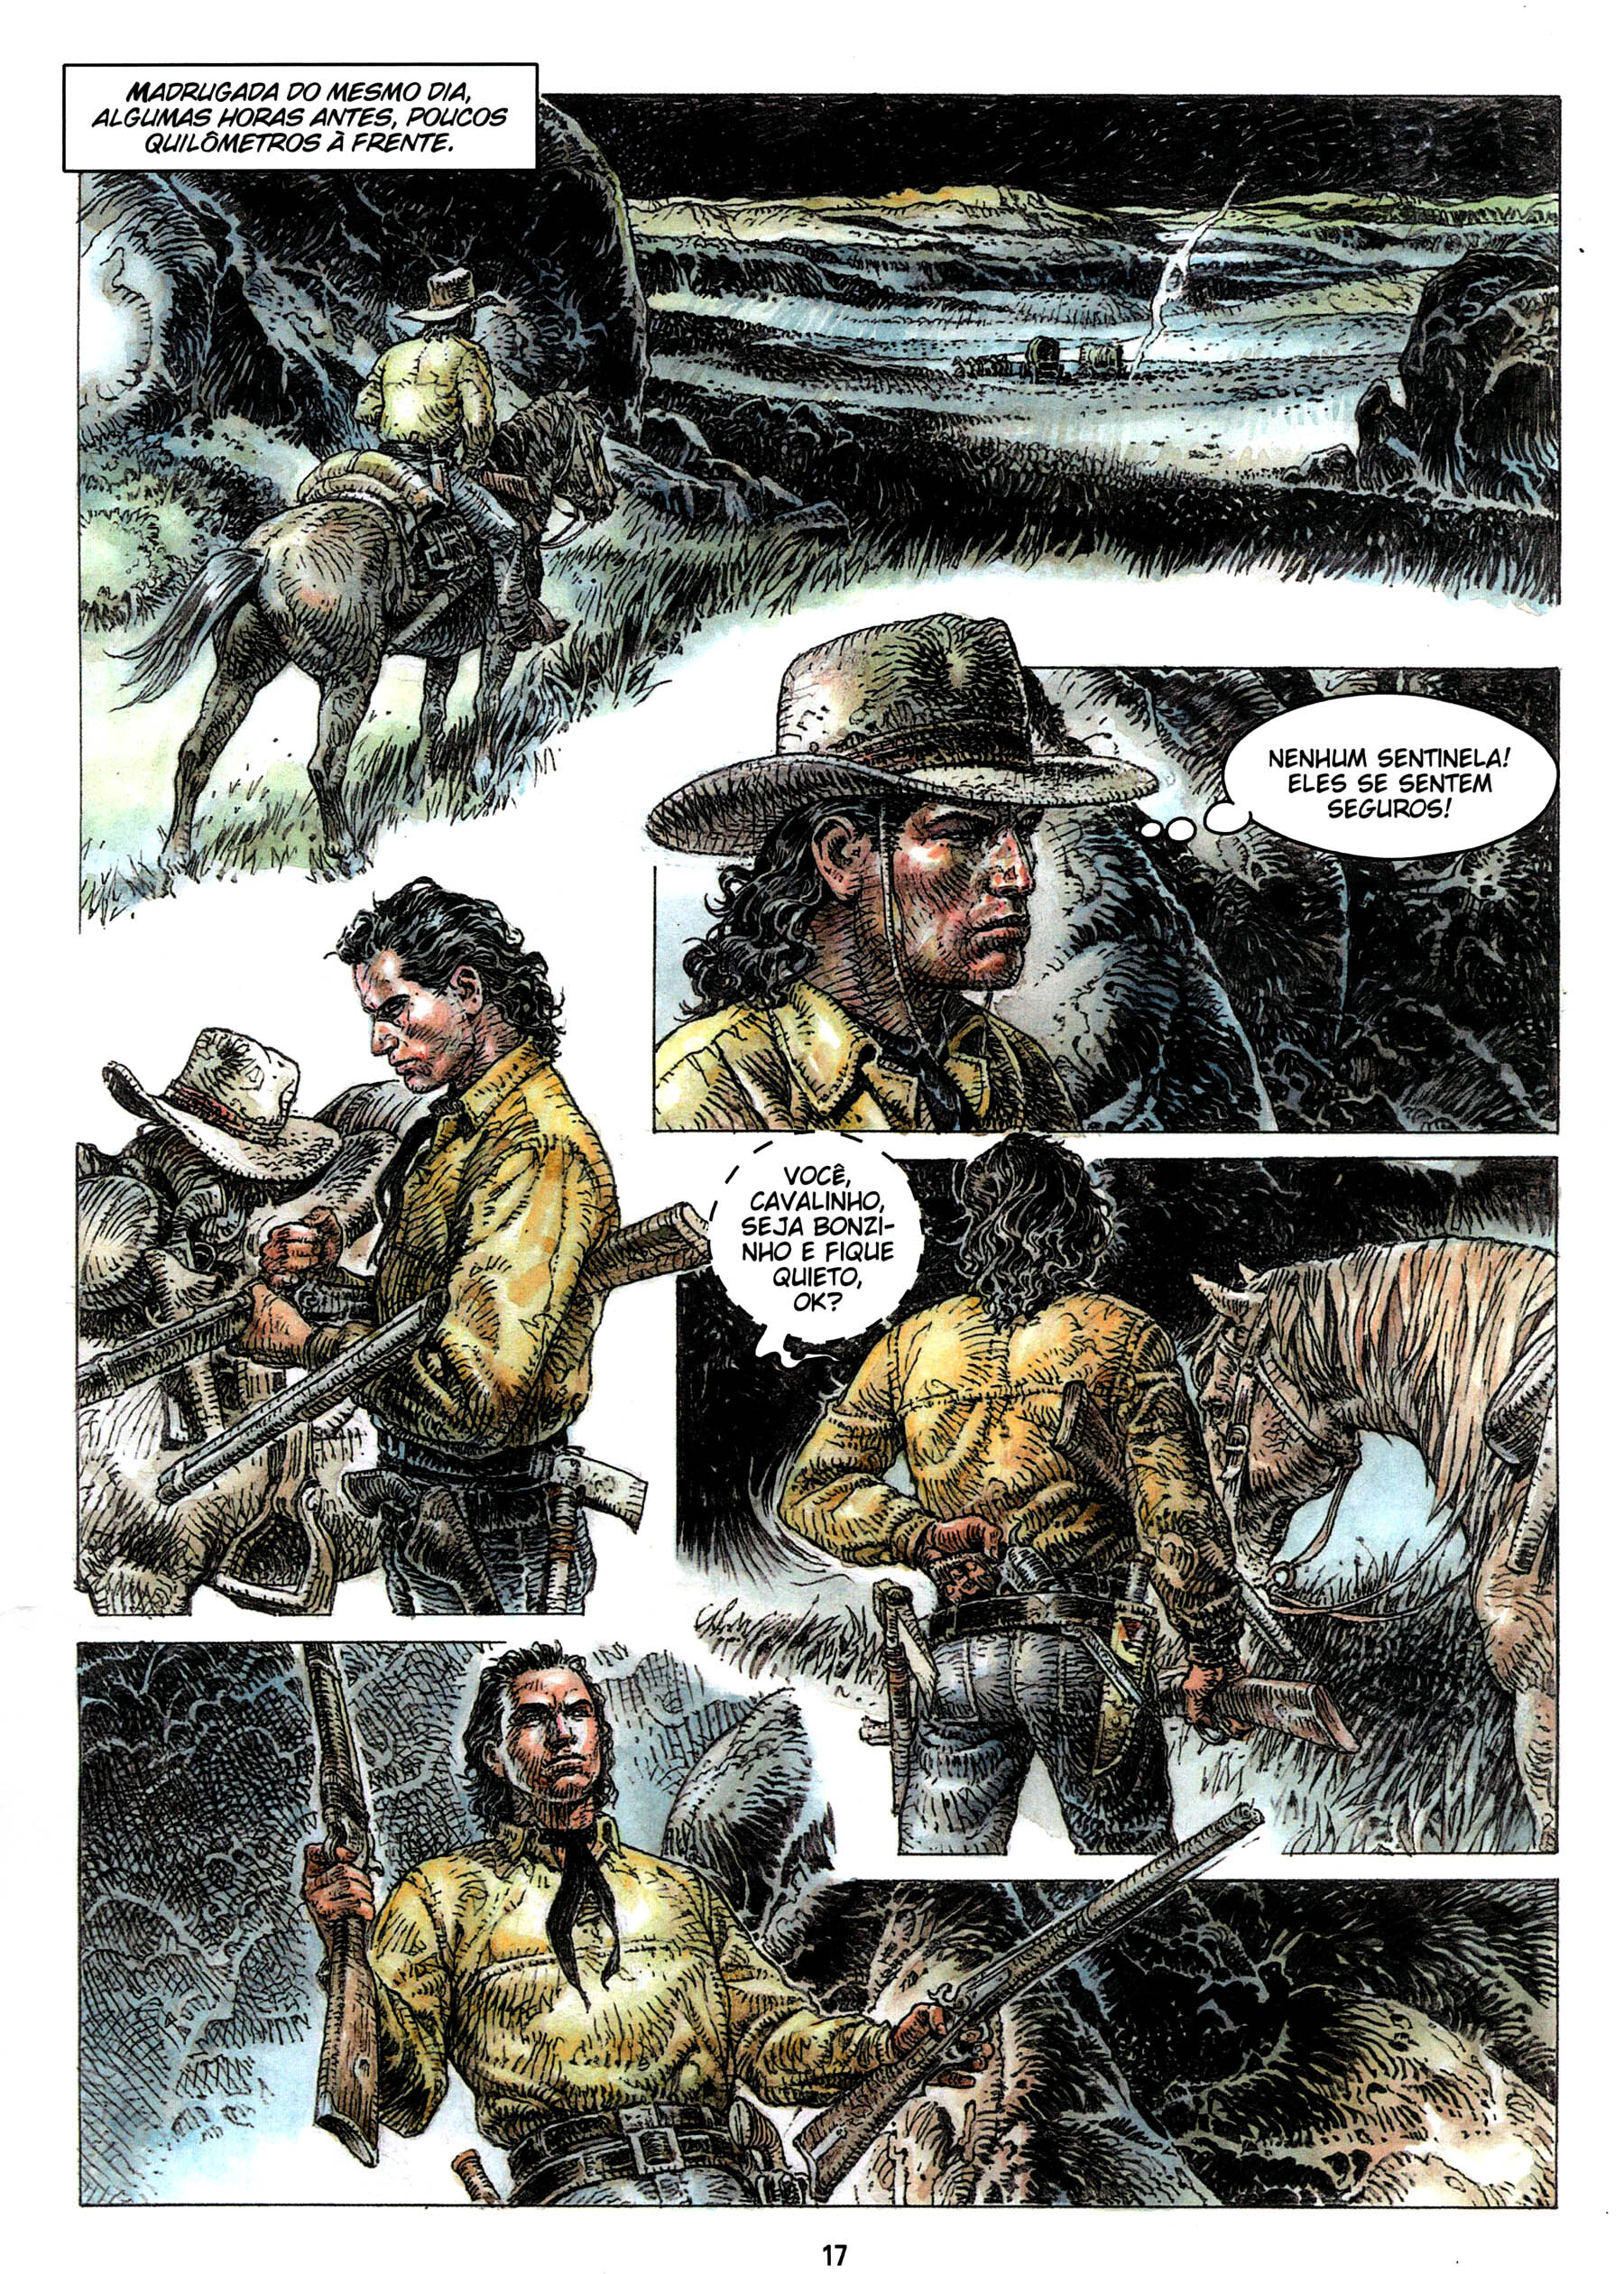 MADRUGADA DO MESMO DIA,
ALGUMAS HORAS ANTES, POUCOS
QUILÔMETROS À FRENTE.
NENHUM SENTINELA!
ELES SE SENTEM
SEGUROS!
VOCÊ,
CAVALINHO,
SEJA BONZI-
NHO E FIQUE
QUIETO,
OK?
17